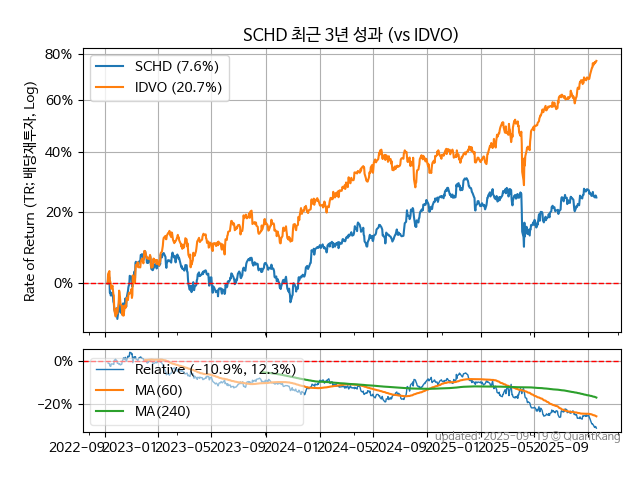 SCHD 최근 3년 성과 (vs IDVO)
80%
60%
40%
20%
0%
Rate of Return (TR: 배당재투자, Log)
SCHD (7.6%)
IDVO (20.7%)
0%
−20%
Relative (−10.9%, 12.3%)
MA(60)
MA(240)
2022−09 2023−01 2023−05 2023−09 2024−01 2024−05 2024−09 2025−01 2025−05 2025−09
updated: 2025−09−19 © QuantKang